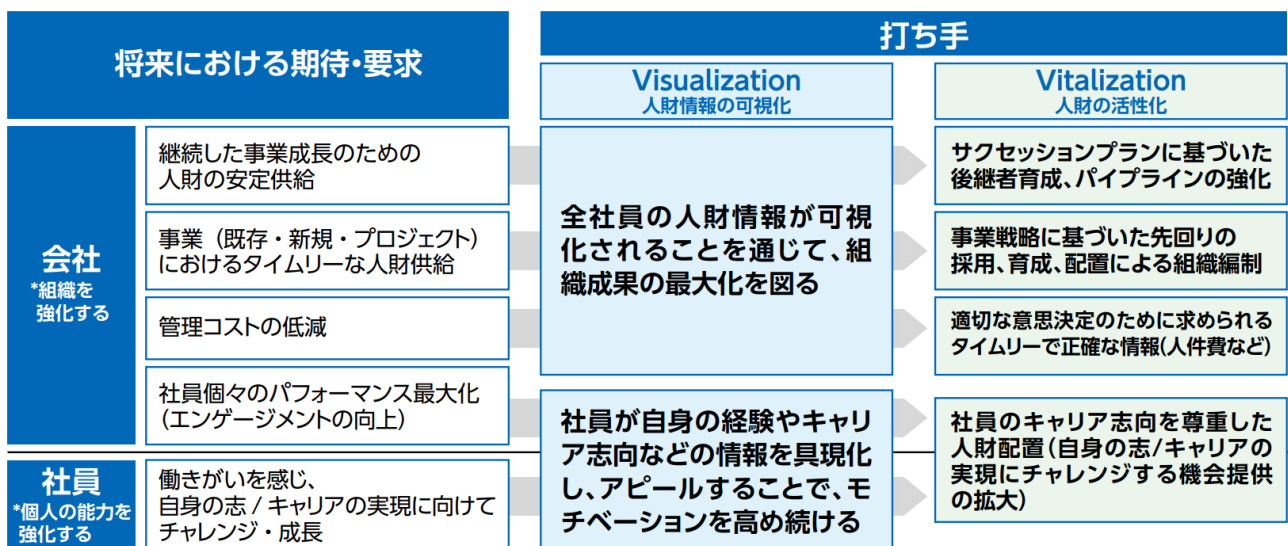 将来における期待・要求
打ち手
Visualization
人財情報の可視化
Vitalization
人財の活性化
会社
*組織を
強化する
継続した事業成長のための
人財の安定供給
事業（既存・新規・プロジェクト）
におけるタイムリーな人財供給
管理コストの低減
社員個々のパフォーマンス最大化
(エンゲージメントの向上)
全社員の人財情報が可視
化されることを通じて、組
織成果の最大化を図る
サクセッションプランに基づいた
後継者育成、パイプラインの強化
事業戦略に基づいた先回りの
採用、育成、配置による組織編制
適切な意思決定のために求められる
タイムリーで正確な情報(人件費など)
社員
*個人の能力を
強化する
働きがいを感じ、
自身の志 / キャリアの実現に向けて
チャレンジ・成長
社員が自身の経験やキャリ
ア志向などの情報を具現化
し、アピールすることで、モ
チベーションを高め続ける
社員のキャリア志向を尊重した
人財配置(自身の志/キャリアの
実現にチャレンジする機会提供
の拡大)